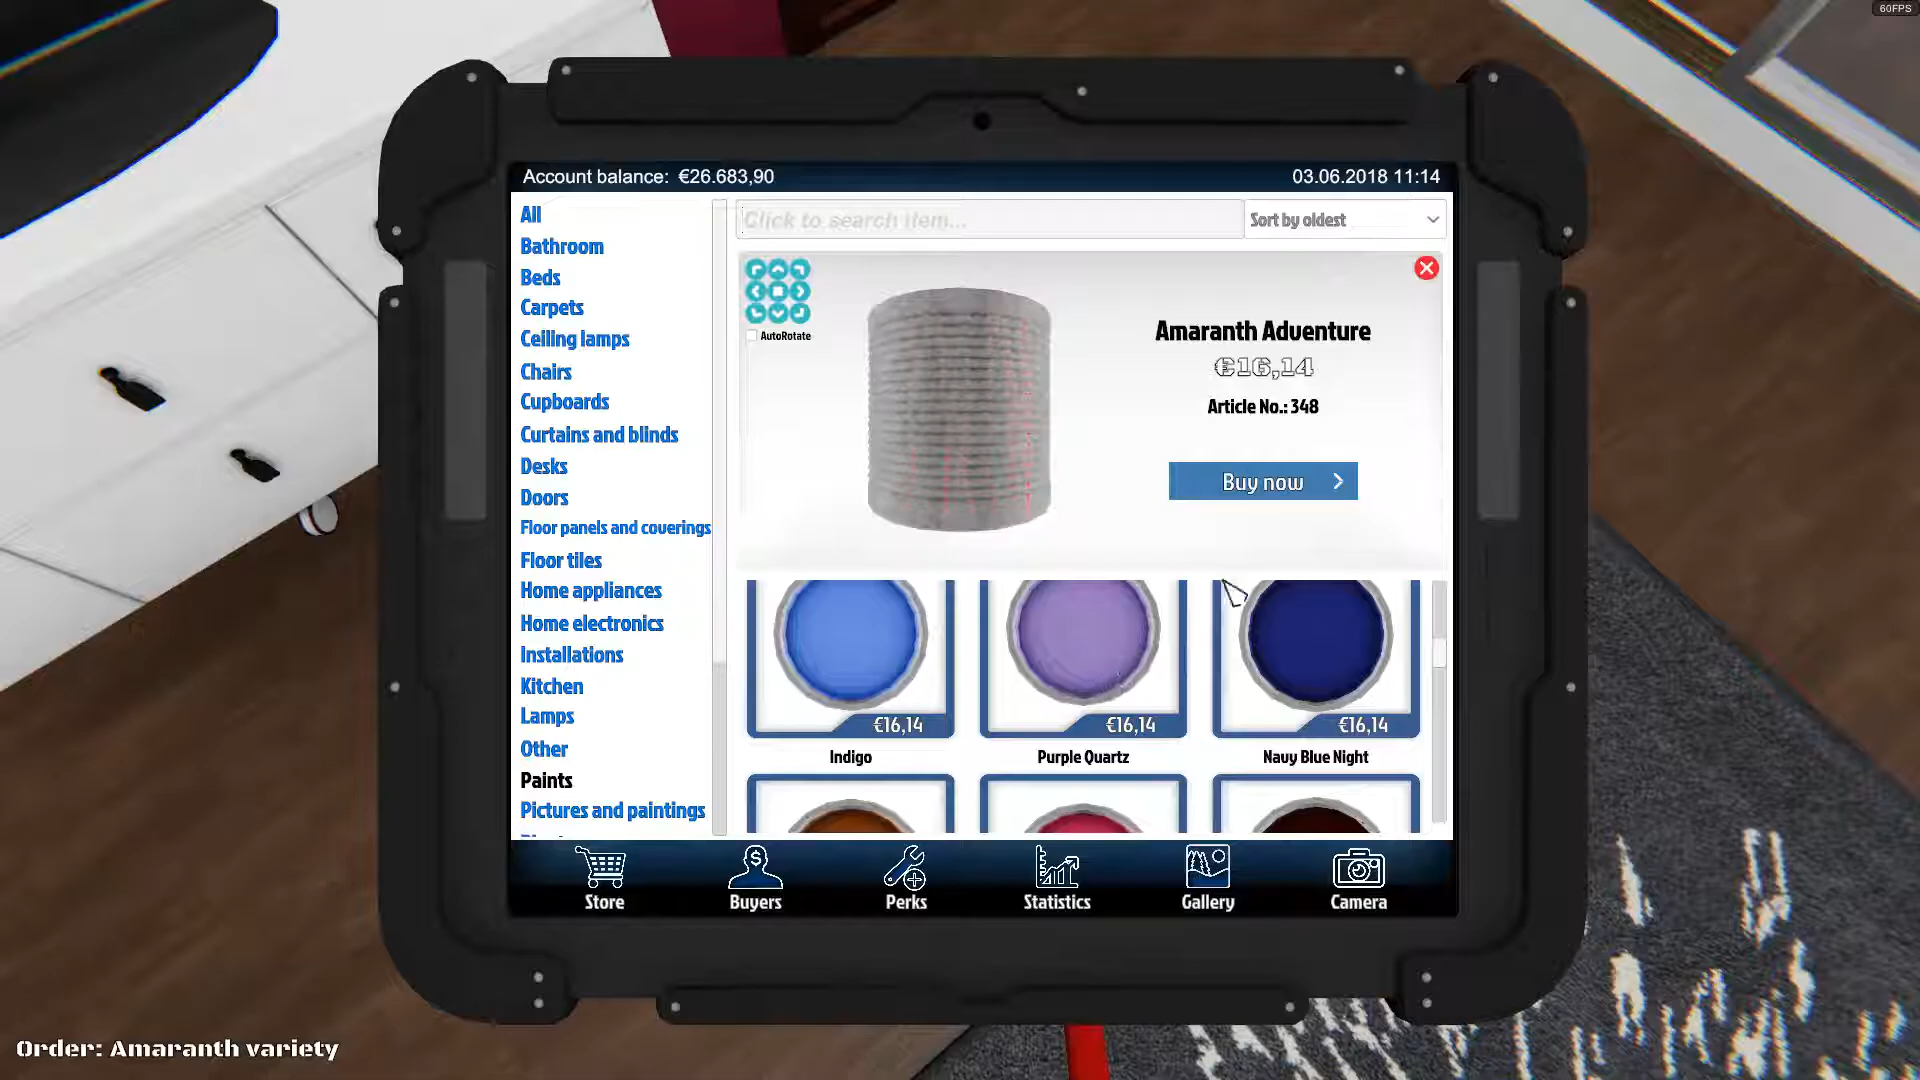 60FPS
Account balance: €26.683,90
03.06.2018 11:14
All
Bathroom
Beds
Carpets
Ceiling lamps
Chairs
Cupboards
Curtains and blinds
Desks
Doors
Floor panels and coverings
Floor tiles
Home appliances
Home electronics
Installations
Kitchen
Lamps
Other
Paints
Pictures and paintings
Click to search item...
Sort by oldest
AutoRotate
Amaranth Adventure
€16,14
Article No.: 348
Buy now
€16,14
€16,14
€16,14
Indigo
Purple Quartz
Navy Blue Night
Store
Buyers
Perks
Statistics
Gallery
Camera
Order: Amaranth variety